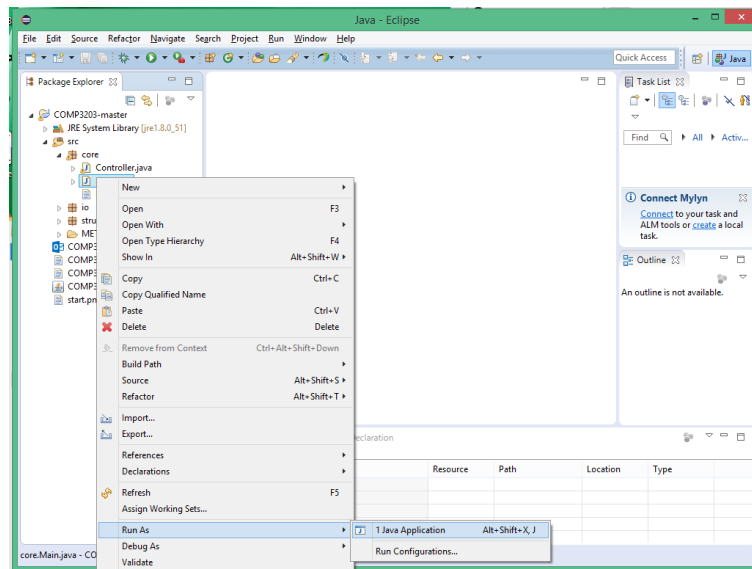 Java - Eclipse
File Edit Source Refactor Navigate Search Project Run Window Help
Quick Access
Java
Package Explorer
COMP3203-master
JRE System Library [jre1.8.0_51]
src
core
Controller.java
io
stru
MET
COMP3
COMP3
COMP3
COMP3
start.pn
New
Open F3
Open With
Open Type Hierarchy F4
Show In Alt+Shift+W
Copy Ctrl+C
Copy Qualified Name
Paste Ctrl+V
Delete Delete
Remove from Context Ctrl+Alt+Shift+Down
Build Path
Source Alt+Shift+S
Refactor Alt+Shift+T
Import...
Export...
References
Declarations
Refresh F5
Assign Working Sets...
Run As
Debug As
Validate
1 Java Application Alt+Shift+X, J
Run Configurations...
Declaration
Resource Path Location Type
core.Main.java - CO
Task List
Find All Activ...
Connect Mylyn
Connect to your task and
ALM tools or create a local
task.
Outline
An outline is not available.